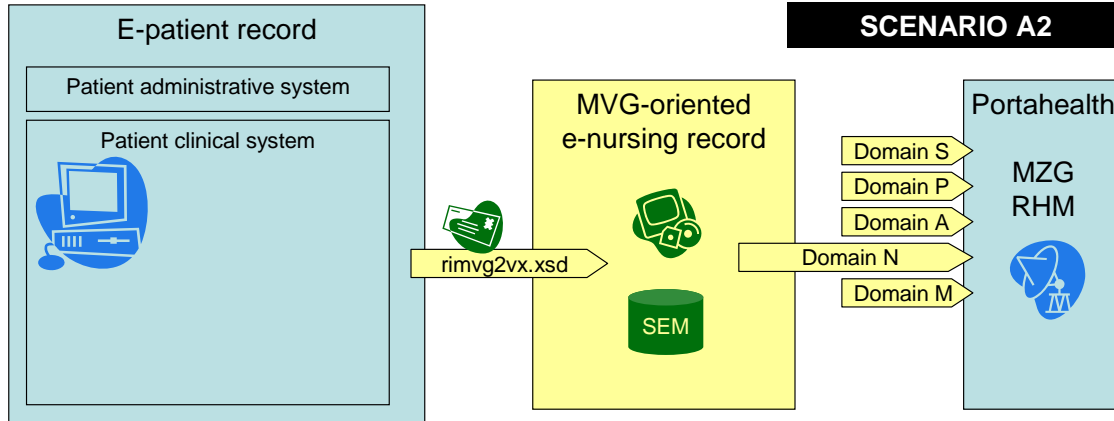 E-patient record
SCENARIO A2
Patient administrative system
Patient clinical system
rimvg2vx.xsd
MVG-oriented
e-nursing record
SEM
Domain S
Domain P
Domain A
Domain N
Domain M
Portahealth
MZG
RHM